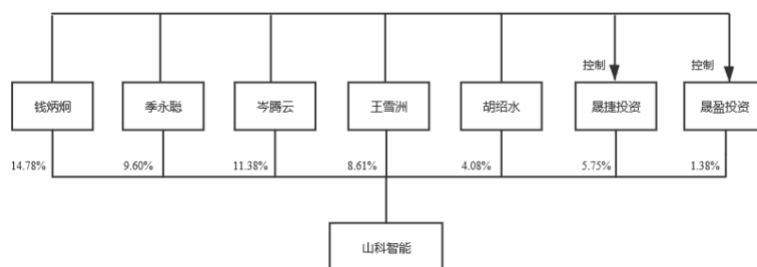 控制
控制
钱炳炯
季永聪
岑腾云
王雪洲
胡绍水
晟捷投资
晟盈投资
14.78%
9.60%
11.38%
8.61%
4.08%
5.75%
1.38%
山科智能